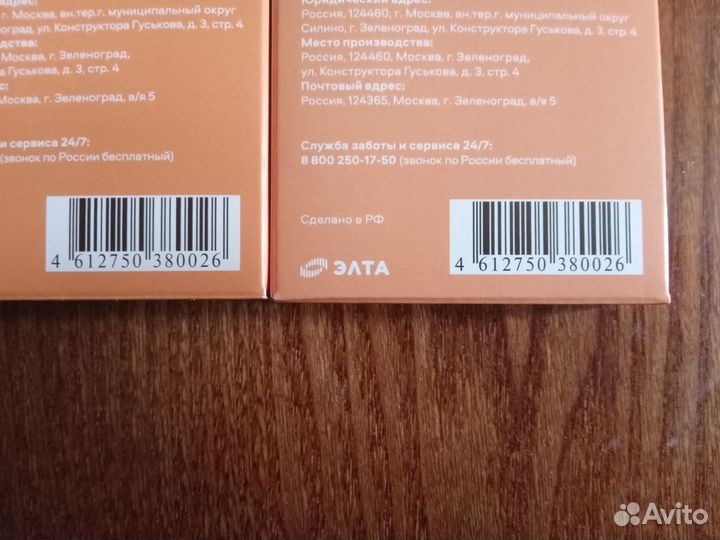 адрес:
г. Москва, вн.тер.г. муниципальный округ
ул. Конструктора Гуськова, д. 3, стр. 4
Зеленоград,
Гуськова, д. 3, стр. 4
Москва, г. Зеленоград, а/я 5
и сервиса 24/7:
(звонок по России бесплатный)
4 612750 380026
Юридический адрес:
Россия, 124460, г. Москва, вн.тер.г. муниципальный округ
Силино, г. Зеленоград, ул. Конструктора Гуськова, д. 3, стр. 4
Место производства:
Россия, 124460, Москва, г. Зеленоград,
ул. Конструктора Гуськова, д. 3, стр. 4
Почтовый адрес:
Россия, 124365, Москва, г. Зеленоград, а/я 5
Служба заботы и сервиса 24/7:
8 800 250-17-50 (звонок по России бесплатный)
Сделано в РФ
ЭЛТА
4 612750 380026
Avito